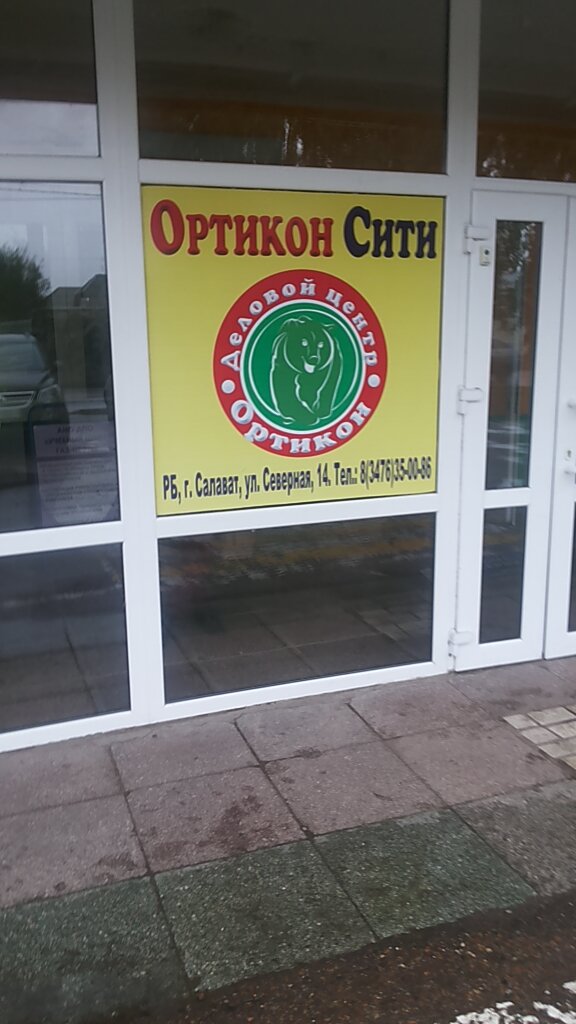 Ортикон Сити
Деловой центр
Ортикон
РБ, г. Салават, ул. Северная, 14. Тел.: 8(3476)35-00-86